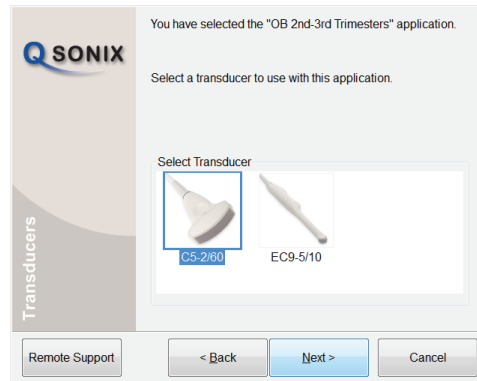 You have selected the "OB 2nd-3rd Trimesters" application.
Q SONIX
Select a transducer to use with this application.
Select Transducer
C5-2/60
EC9-5/10
Transducers
Remote Support
< Back
Next >
Cancel